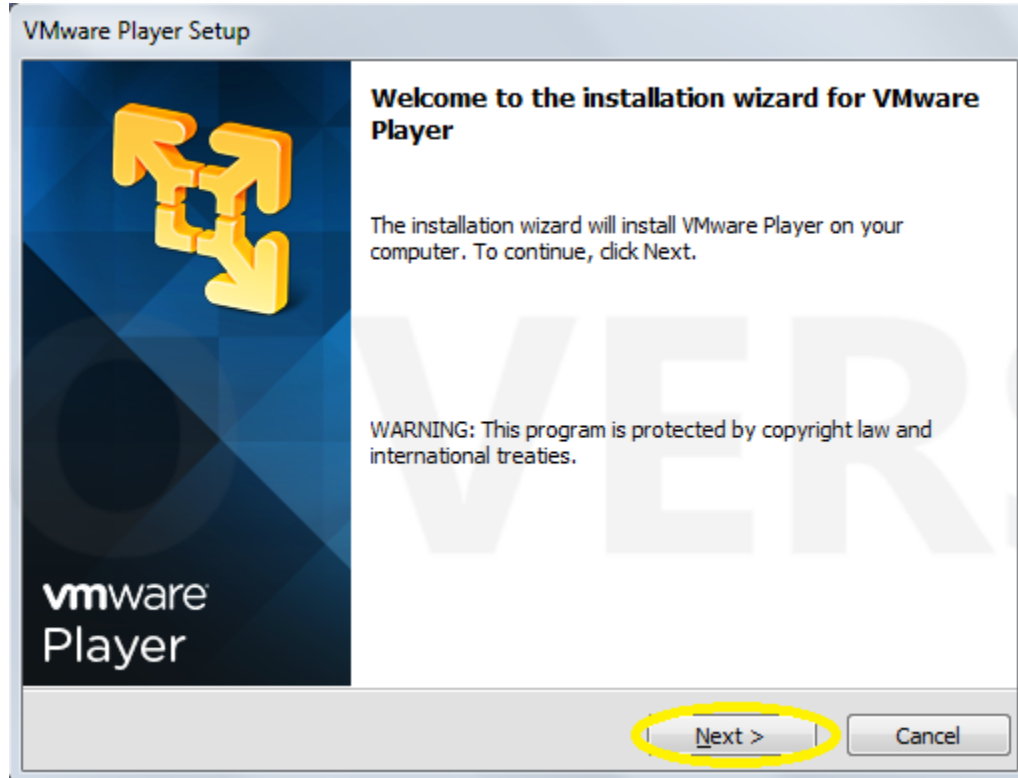 VMware Player Setup
Welcome to the installation wizard for VMware
Player
The installation wizard will install VMware Player on your
computer. To continue, click Next.
WARNING: This program is protected by copyright law and
international treaties.
O VERS
vmware
Player
Next >
Cancel